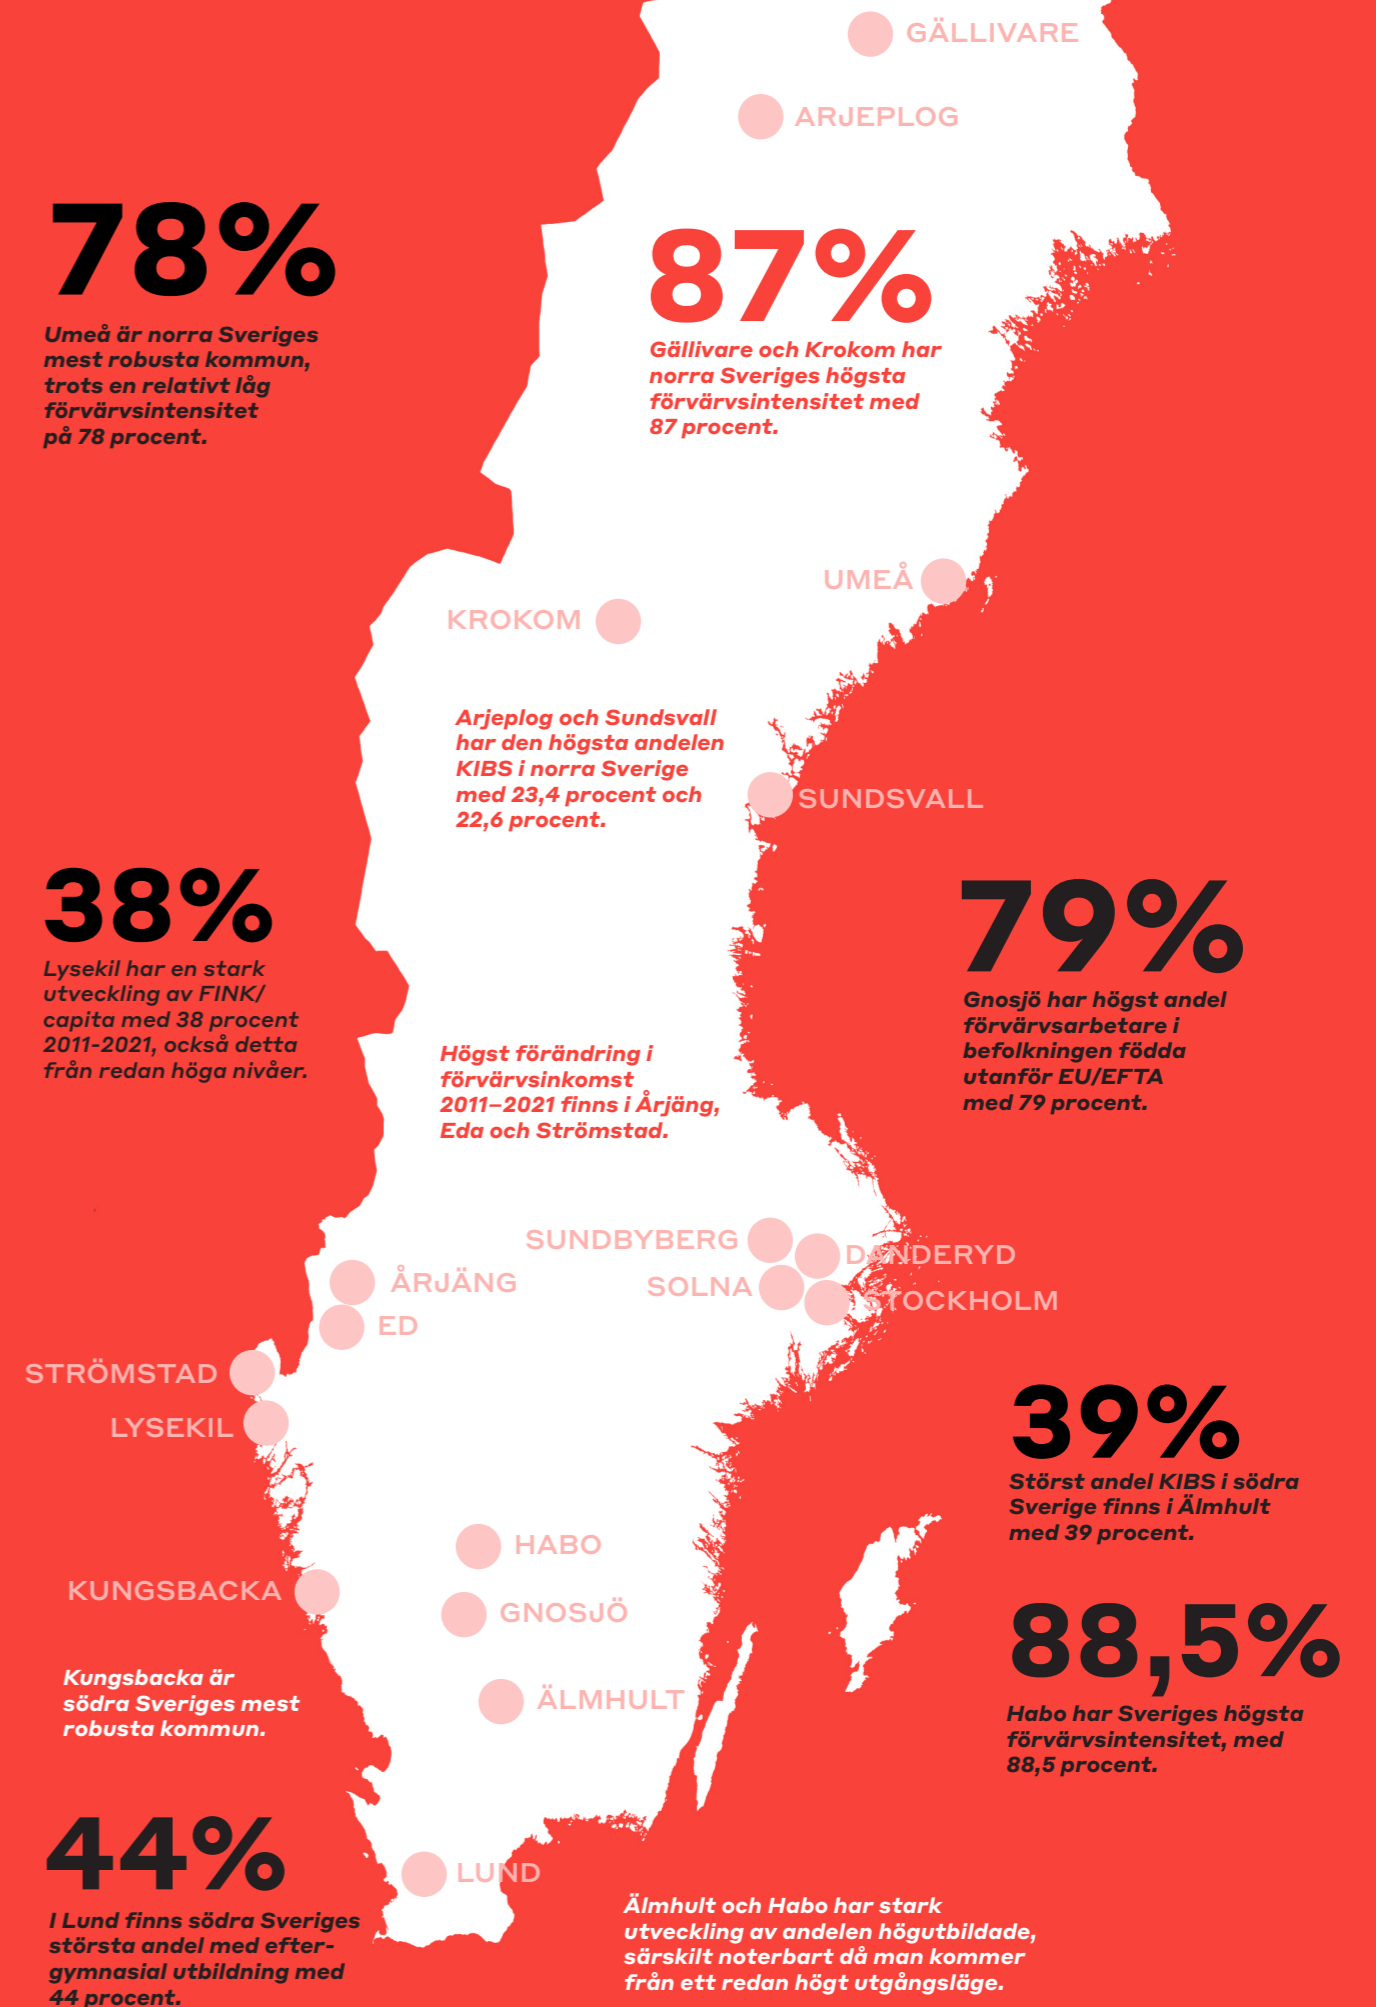 GÄLLIVARE
ARJEPLOG
78%
Umeå är norra Sveriges
mest robusta kommun,
trots en relativt låg
förvärvsintensitet
på 78 procent.
87%
Gällivare och Krokom har
norra Sveriges högsta
förvärvsintensitet med
87 procent.
UMEÅ
KROKOM
Arjeplog och Sundsvall
har den högsta andelen
KIBS i norra Sverige
med 23,4 procent och
22,6 procent.
SUNDSVALL
38%
Lysekil har en stark
utveckling av FINK/
capita med 38 procent
2011-2021, också detta
från redan höga nivåer.
79%
Gnosjö har högst andel
förvärvsarbetare i
befolkningen födda
utanför EU/EFTA
med 79 procent.
Högst förändring i
förvärvsinkomst
2011–2021 finns i Årjäng,
Eda och Strömstad.
SUNDBYBERG
DANDERYD
SOLNA
STOCKHOLM
ÅRJÄNG
ED
STRÖMSTAD
LYSEKIL
39%
Störst andel KIBS i södra
Sverige finns i Älmhult
med 39 procent.
HABO
KUNGSBACKA
GNOSJÖ
88,5%
Habo har Sveriges högsta
förvärvsintensitet, med
88,5 procent.
Kungsbacka är
södra Sveriges mest
robusta kommun.
ÄLMHULT
44%
I Lund finns södra Sveriges
största andel med efter-
gymnasial utbildning med
44 procent.
LUND
Älmhult och Habo har stark
utveckling av andelen högutbildade,
särskilt noterbart då man kommer
från ett redan högt utgångsläge.